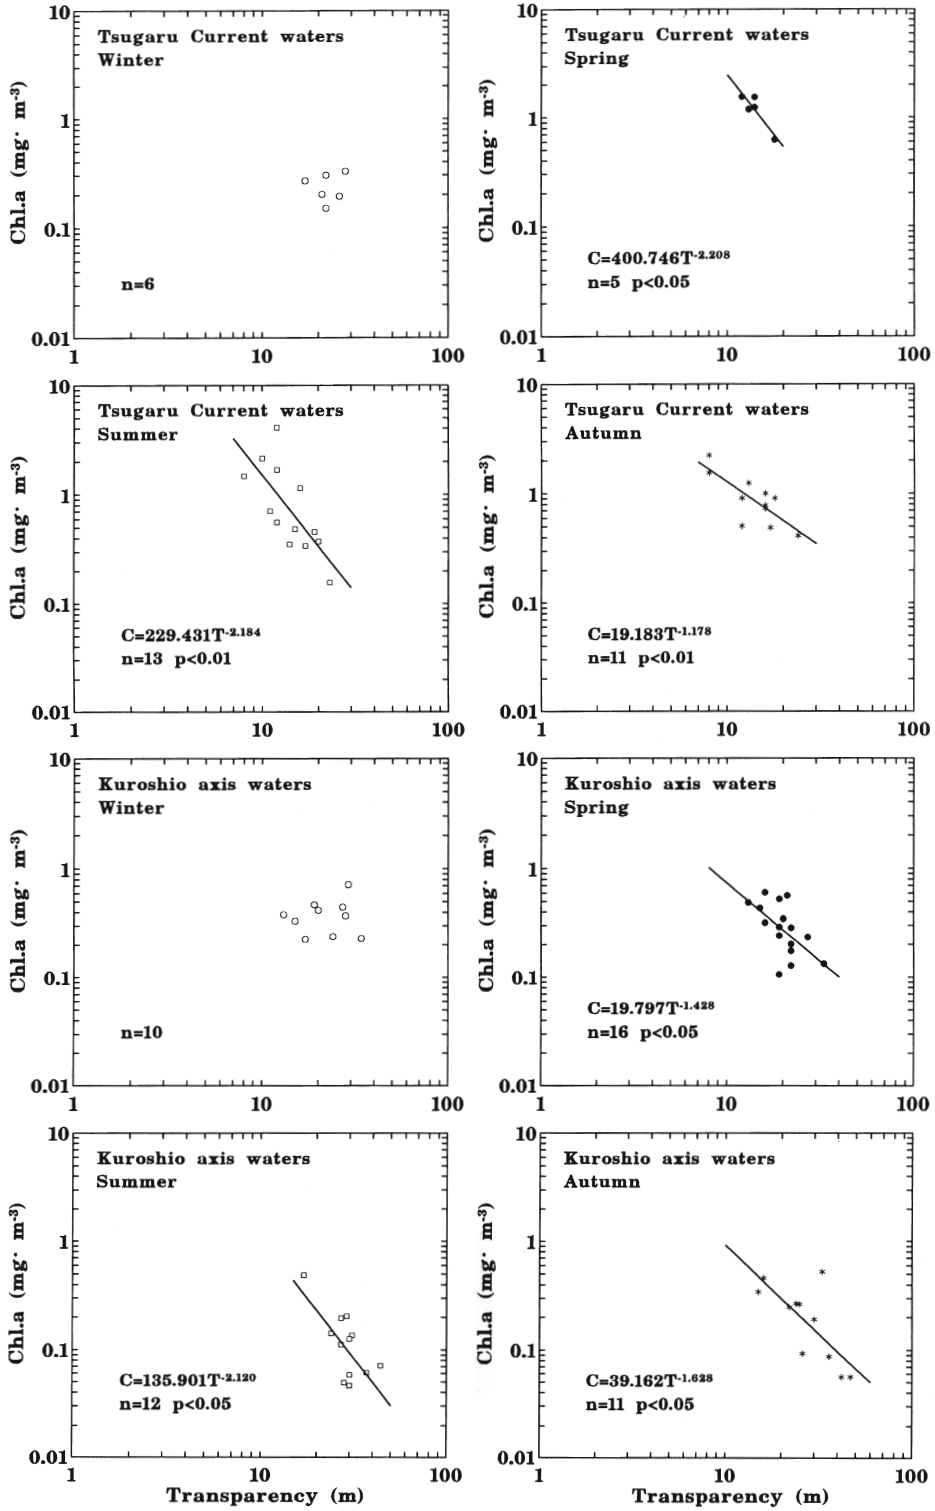 Tsugaru Current waters
Winter
n=6
Chl.a (mg· m-3)
10
1
0.1
0.01
1 10 100
Tsugaru Current waters
Spring
C=400.746T-2.208
n=5 p<0.05
Chl.a (mg· m-3)
10
1
0.1
0.01
1 10 100
Tsugaru Current waters
Summer
C=229.431T-2.184
n=13 p<0.01
Chl.a (mg· m-3)
10
1
0.1
0.01
1 10 100
Tsugaru Current waters
Autumn
C=19.183T-1.178
n=11 p<0.01
Chl.a (mg· m-3)
10
1
0.1
0.01
1 10 100
Kuroshio axis waters
Winter
n=10
Chl.a (mg· m-3)
10
1
0.1
0.01
1 10 100
Kuroshio axis waters
Spring
C=19.797T-1.428
n=16 p<0.05
Chl.a (mg· m-3)
10
1
0.1
0.01
1 10 100
Kuroshio axis waters
Summer
C=135.901T-2.120
n=12 p<0.05
Chl.a (mg· m-3)
10
1
0.1
0.01
1 10 100
Transparency (m)
Kuroshio axis waters
Autumn
C=39.162T-1.628
n=11 p<0.05
Chl.a (mg· m-3)
10
1
0.1
0.01
1 10 100
Transparency (m)